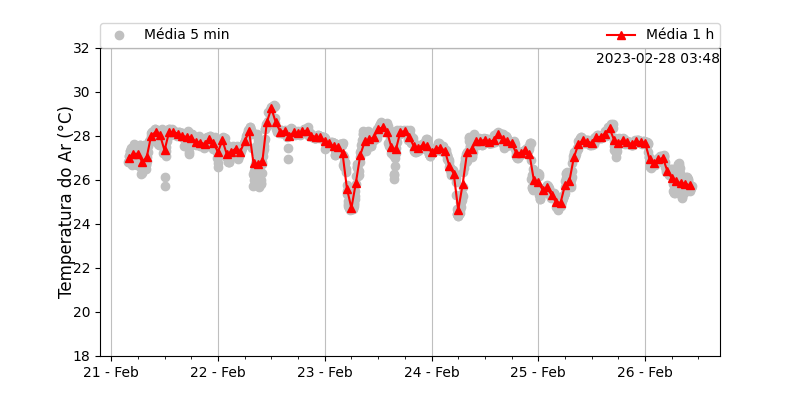 Média 5 min
Média 1 h
2023-02-28 03:48
Temperatura do Ar (°C)
32
30
28
26
24
22
20
18
21 - Feb
22 - Feb
23 - Feb
24 - Feb
25 - Feb
26 - Feb